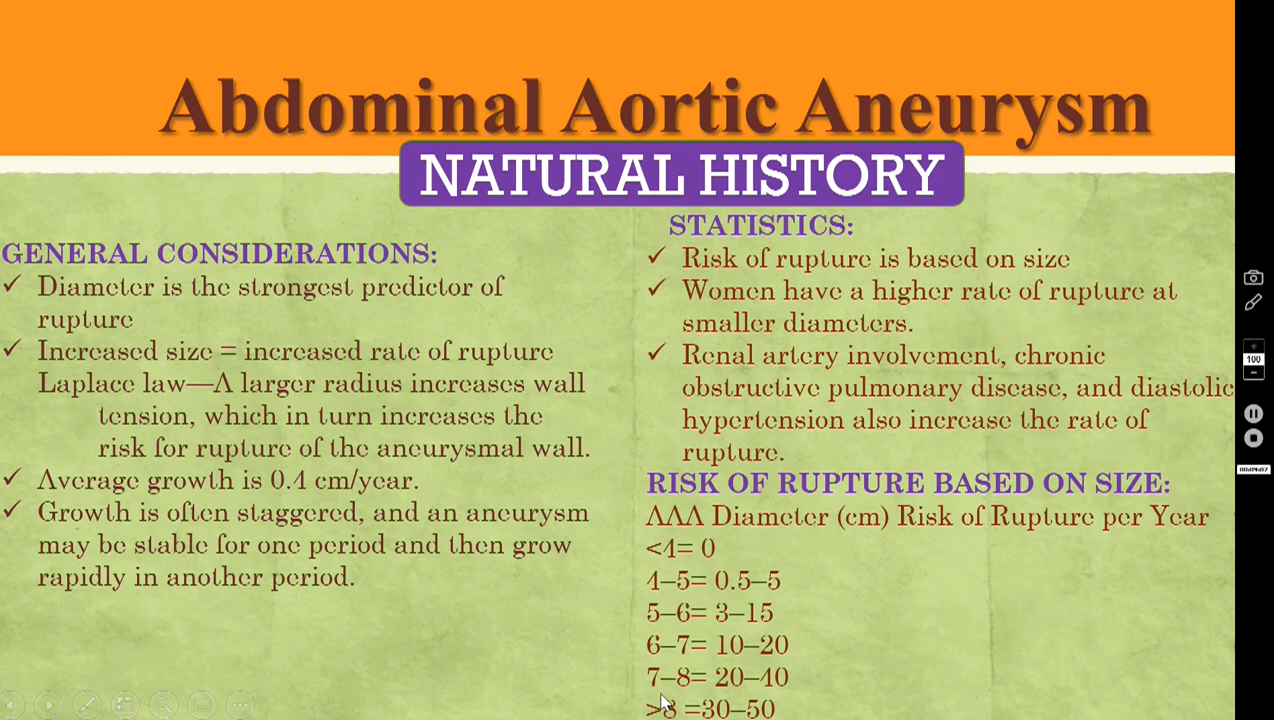 Abdominal Aortic Aneurysm
NATURAL HISTORY
GENERAL CONSIDERATIONS:
✓ Diameter is the strongest predictor of
rupture
✓ Increased size = increased rate of rupture
Laplace law—A larger radius increases wall
tension, which in turn increases the
risk for rupture of the aneurysmal wall.
✓ Average growth is 0.4 cm/year.
✓ Growth is often staggered, and an aneurysm
may be stable for one period and then grow
rapidly in another period.
STATISTICS:
✓ Risk of rupture is based on size
✓ Women have a higher rate of rupture at
smaller diameters.
✓ Renal artery involvement, chronic
obstructive pulmonary disease, and diastolic
hypertension also increase the rate of
rupture.
RISK OF RUPTURE BASED ON SIZE:
AAA Diameter (cm) Risk of Rupture per Year
<4= 0
4–5= 0.5–5
5–6= 3–15
6–7= 10–20
7–8= 20–40
>8 =30–50
100